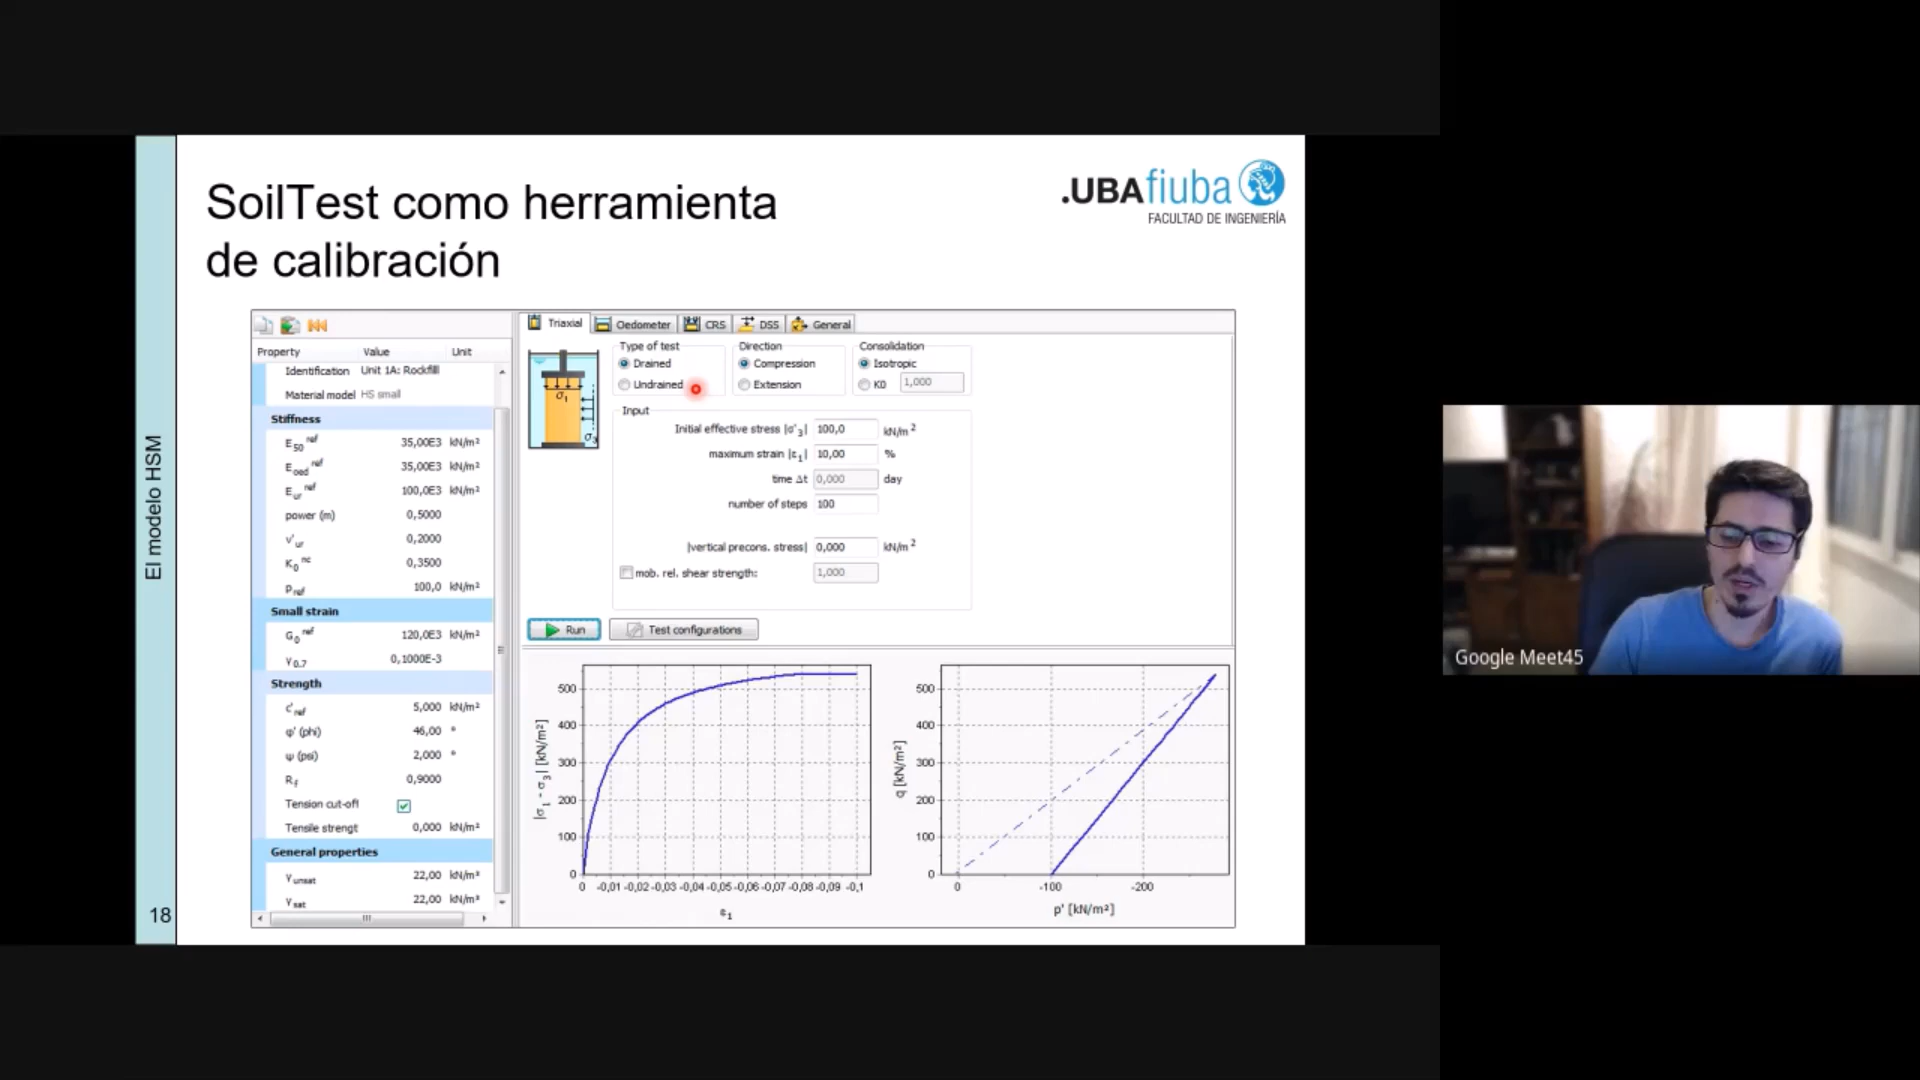 SoilTest como herramienta
de calibración
.UBAfiuba
FACULTAD DE INGENIERÍA
El modelo HSM
18
Property Value Unit
Identification Unit 1A: Rockfill
Material model HS small
Stiffness
E50 ref 35,00E3 kN/m²
Eoed ref 35,00E3 kN/m²
Eur ref 100,0E3 kN/m²
power (m) 0,5000
ν'ur 0,2000
K0 nc 0,3500
Pref 100,0 kN/m²
Small strain
G0 ref 120,0E3 kN/m²
γ0.7 0,1000E-3
Strength
c'ref 5,000 kN/m²
φ' (phi) 46,00 °
ψ (psi) 2,000 °
Rf 0,9000
Tension cut-off
Tensile strengt 0,000 kN/m²
General properties
γunsat 22,00 kN/m³
γsat 22,00 kN/m³
Triaxial Oedometer CRS DSS General
Type of test
Drained
Undrained
Direction
Compression
Extension
Consolidation
Isotropic
K0 1,000
σ1
σ3
Input
Initial effective stress |σ'3| 100,0 kN/m²
maximum strain |ε1| 10,00 %
time Δt 0,000 day
number of steps 100
|vertical precons. stress| 0,000 kN/m²
mob. rel. shear strength: 1,000
Run Test configurations
|σ1 - σ3| [kN/m²]
500
400
300
200
100
0
0 -0,01 -0,02 -0,03 -0,04 -0,05 -0,06 -0,07 -0,08 -0,09 -0,1
ε1
q [kN/m²]
500
400
300
200
100
0
0 -100 -200
p' [kN/m²]
Google Meet45